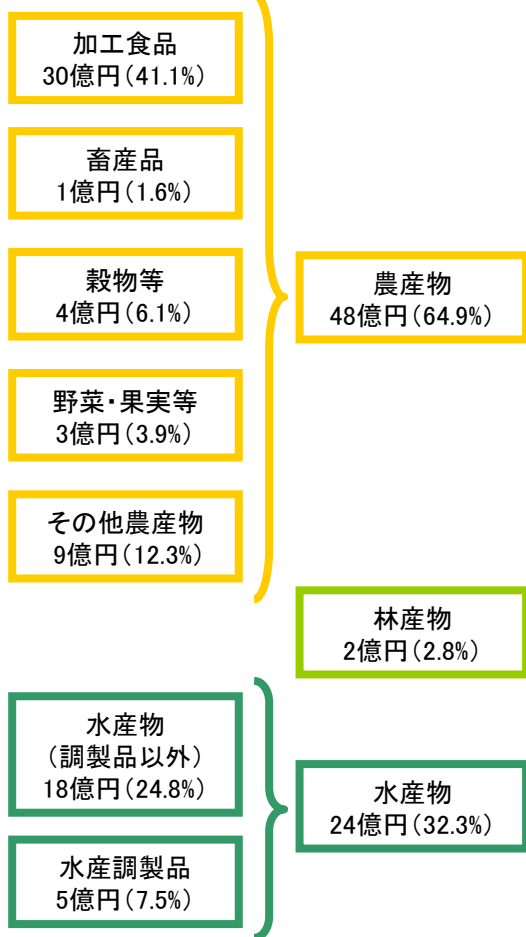 加工食品
30億円(41.1%)
畜産品
1億円(1.6%)
穀物等
4億円(6.1%)
野菜・果実等
3億円(3.9%)
その他農産物
9億円(12.3%)
農産物
48億円(64.9%)
林産物
2億円(2.8%)
水産物
(調製品以外)
18億円(24.8%)
水産調製品
5億円(7.5%)
水産物
24億円(32.3%)